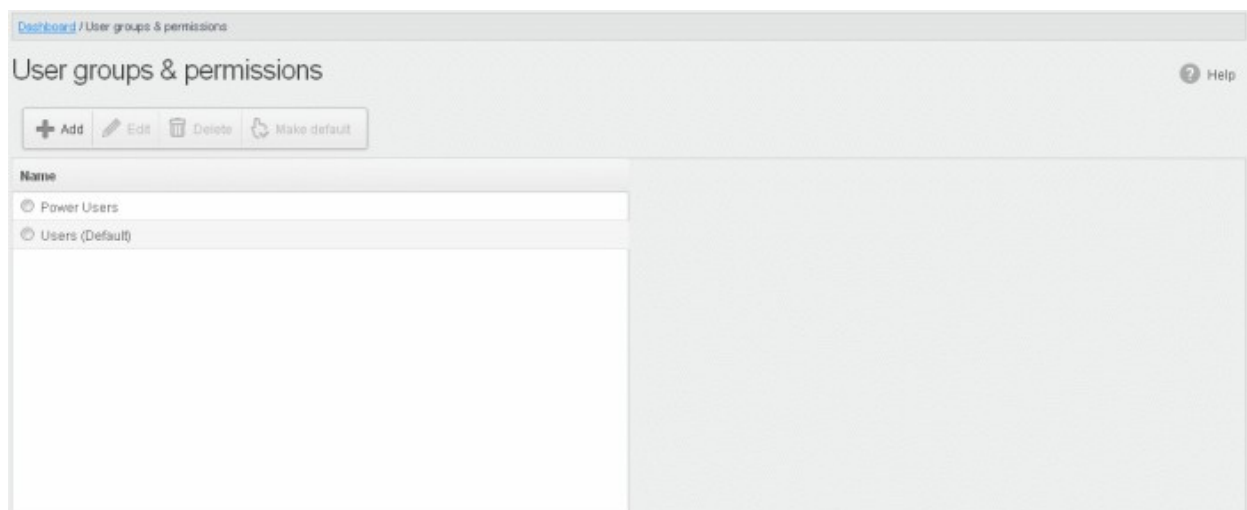 Dashboard / User groups & permissions
User groups & permissions
Help
Add Edit Delete Make default
Name
Power Users
Users (Default)